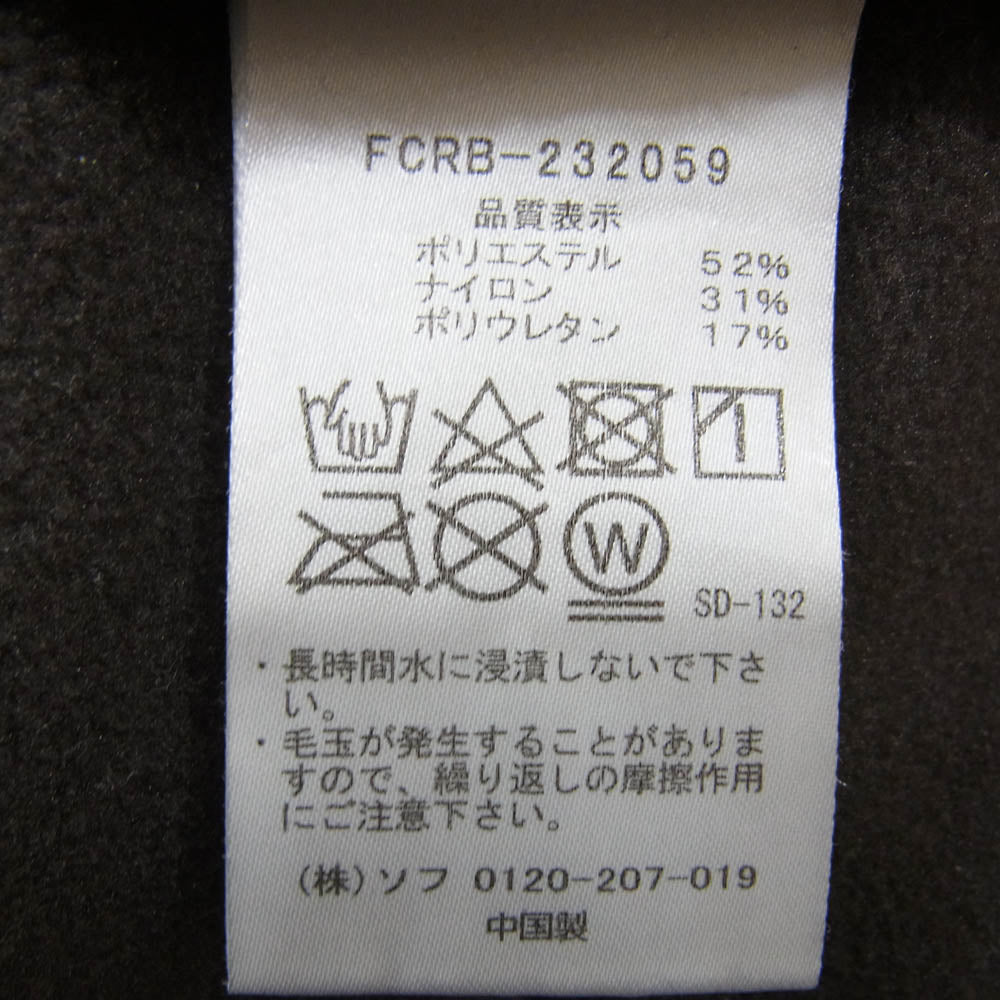 FCRB-232059
品質表示
ポリエステル 52%
ナイロン 31%
ポリウレタン 17%
W
SD-132
・長時間水に浸漬しないで下さ
い。
・毛玉が発生することがありま
すので、繰り返しの摩擦作用
にご注意下さい。
(株)ソフ 0120-207-019
中国製